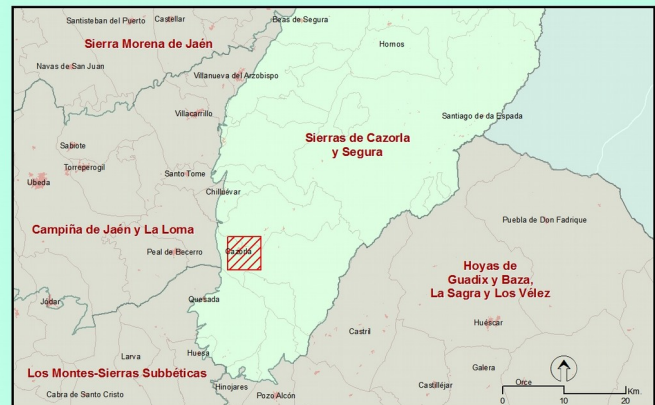 Santisteban del Puerto
Castellar
Beas de Segura
Sierra Morena de Jaén
Hornos
Navas de San Juan
Villanueva del Arzobispo
Villacarrillo
Santiago de da Espada
Sabiote
Sierras de Cazorla
y Segura
Torreperogil
Ubeda
Santo Tome
Chilluévar
Campiña de Jaén y La Loma
Puebla de Don Fadrique
Peal de Becerro
Cazorla
Hoyas de
Guadix y Baza,
La Sagra y Los Vélez
Jódar
Quesada
Huéscar
Castril
Larva
Huesa
Los Montes-Sierras Subbéticas
Galera
Orce
Cabra de Santo Cristo
Hinojares
Pozo Alcón
Castilléjar
Km.
0 10 20